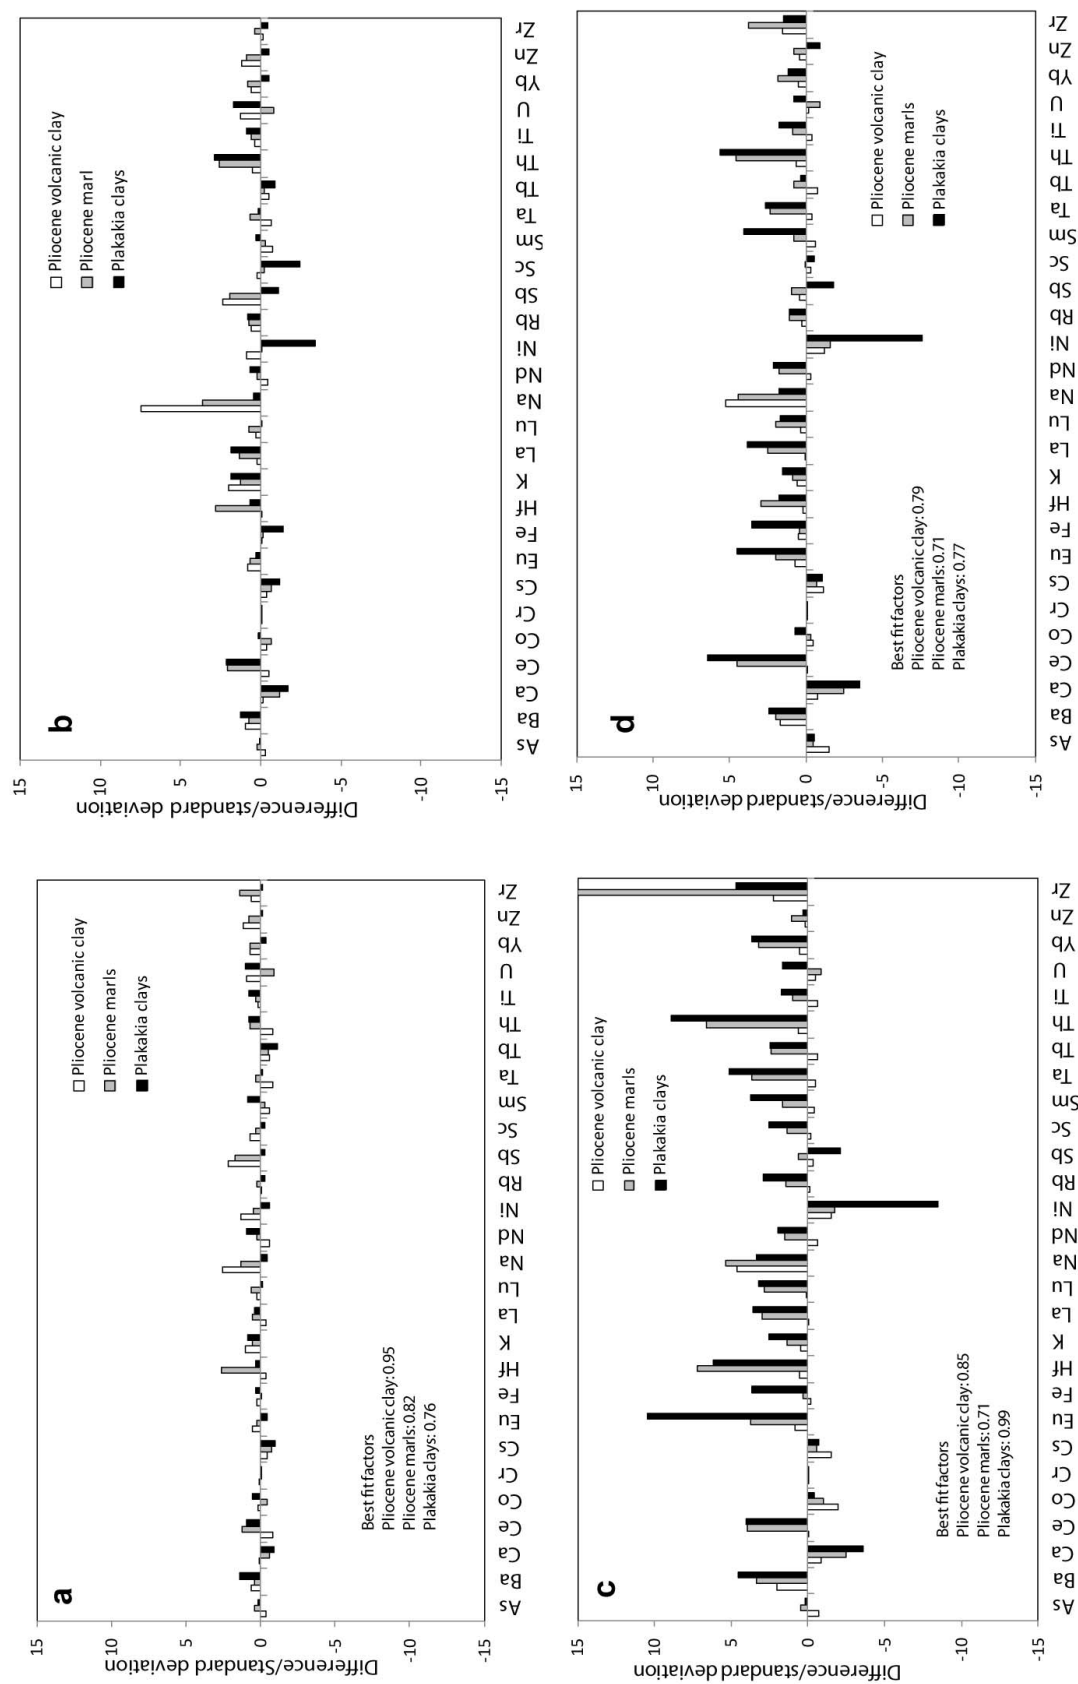 a
Difference/Standard deviation
15
10
5
0
-5
-10
-15
Pliocene volcanic clay
Pliocene marls
Plakakia clays
Best fit factors
Pliocene volcanic clay: 0.95
Pliocene marls: 0.82
Plakakia clays: 0.76
As Ba Ca Ce Co Cr Cs Eu Fe Hf K La Lu Na Nd Ni Rb Sb Sc Sm Ta Tb Th Ti U Yb Zn Zr
b
Difference/standard deviation
15
10
5
0
-5
-10
-15
Pliocene volcanic clay
Pliocene marl
Plakakia clays
As Ba Ca Ce Co Cr Cs Eu Fe Hf K La Lu Na Nd Ni Rb Sb Sc Sm Ta Tb Th Ti U Yb Zn Zr
c
Difference/standard deviation
15
10
5
0
-5
-10
-15
Pliocene volcanic clay
Pliocene marls
Plakakia clays
Best fit factors
Pliocene volcanic clay: 0.85
Pliocene marls: 0.71
Plakakia clays: 0.99
As Ba Ca Ce Co Cr Cs Eu Fe Hf K La Lu Na Nd Ni Rb Sb Sc Sm Ta Tb Th Ti U Yb Zn Zr
d
Difference/standard deviation
15
10
5
0
-5
-10
-15
Pliocene volcanic clay
Pliocene marls
Plakakia clays
Best fit factors
Pliocene volcanic clay: 0.79
Pliocene marls: 0.71
Plakakia clays: 0.77
As Ba Ca Ce Co Cr Cs Eu Fe Hf K La Lu Na Nd Ni Rb Sb Sc Sm Ta Tb Th Ti U Yb Zn Zr